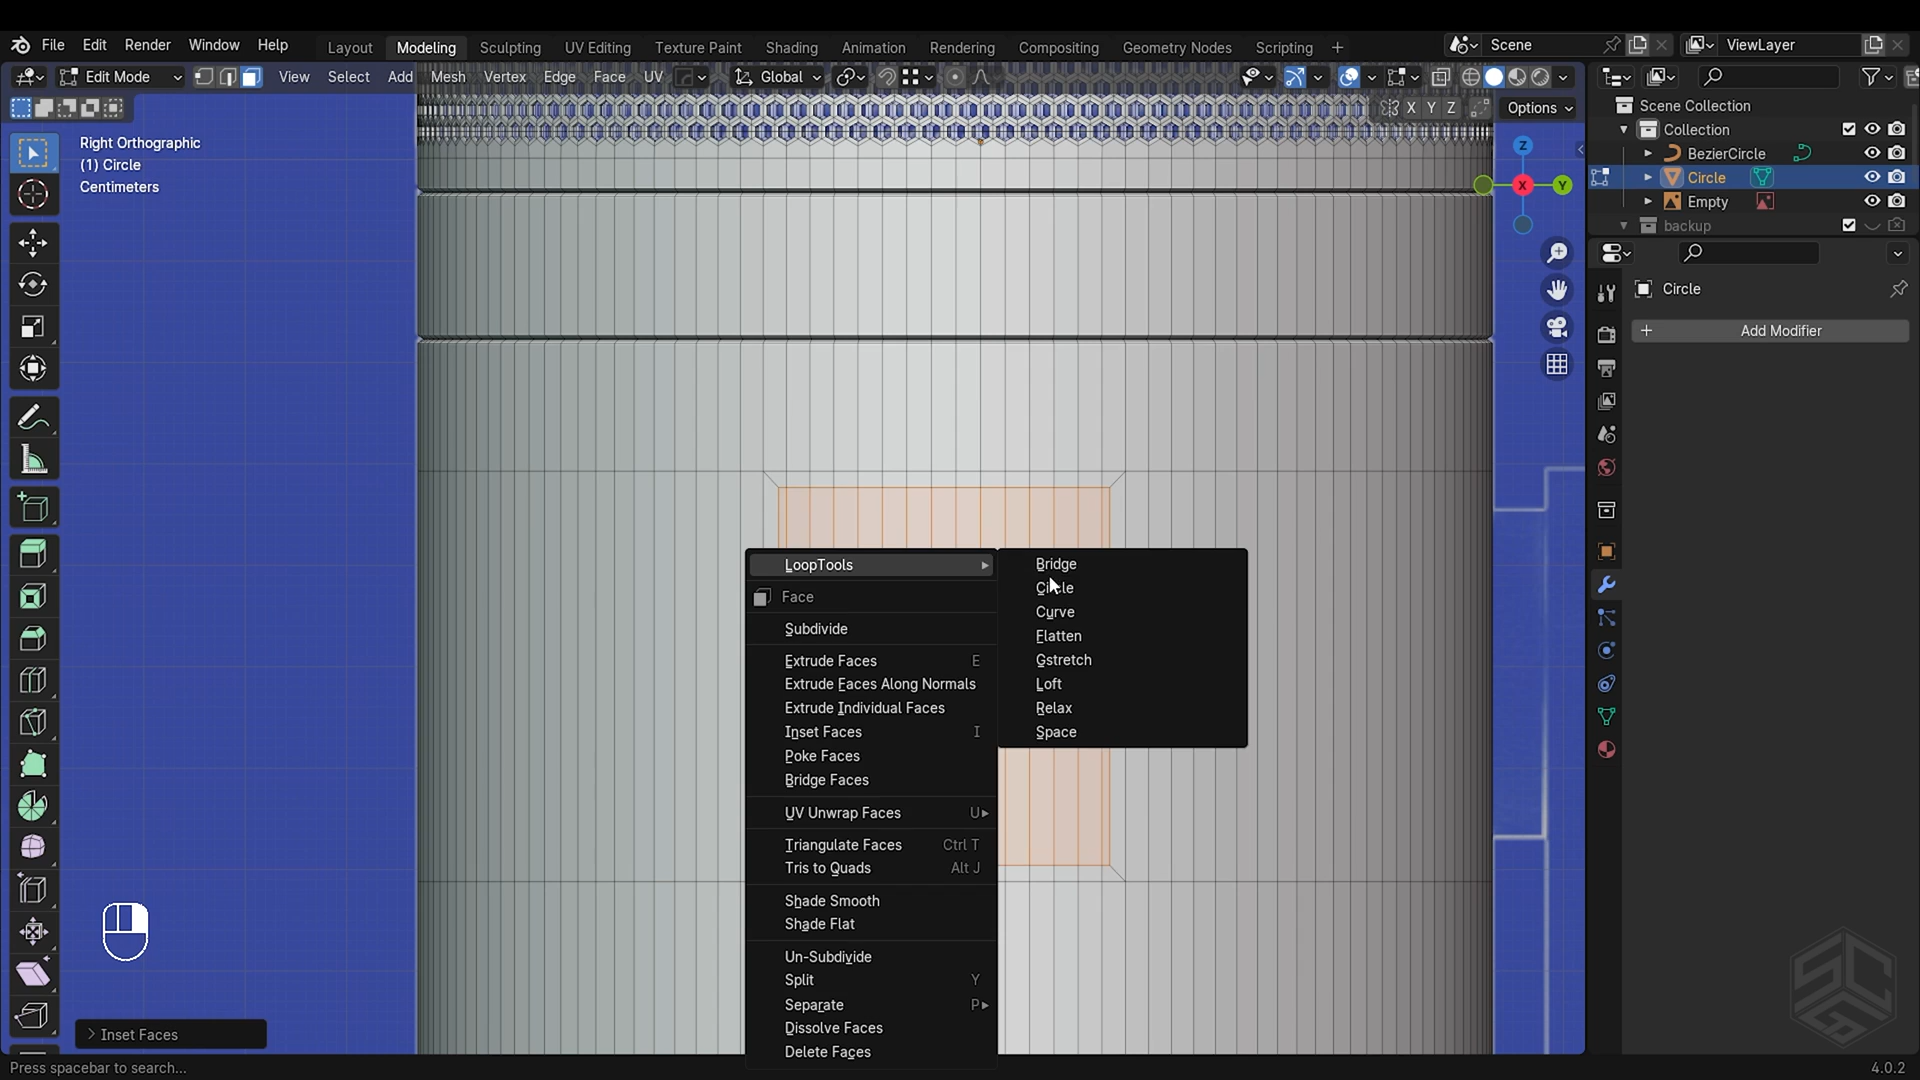 File Edit Render Window Help
Layout Modeling Sculpting UV Editing Texture Paint Shading Animation Rendering Compositing Geometry Nodes Scripting +
Scene
ViewLayer
Edit Mode
View Select Add Mesh Vertex Edge Face UV
Global
X Y Z
Options
Right Orthographic
(1) Circle
Centimeters
Z
X
Y
Scene Collection
Collection
BezierCircle
Circle
Empty
backup
Circle
+ Add Modifier
LoopTools
Face
Subdivide
Extrude Faces E
Extrude Faces Along Normals
Extrude Individual Faces
Inset Faces I
Poke Faces
Bridge Faces
UV Unwrap Faces U
Triangulate Faces Ctrl T
Tris to Quads Alt J
Shade Smooth
Shade Flat
Un-Subdivide
Split Y
Separate P
Dissolve Faces
Delete Faces
Bridge
Circle
Curve
Flatten
Gstretch
Loft
Relax
Space
Inset Faces
Press spacebar to search...
4.0.2